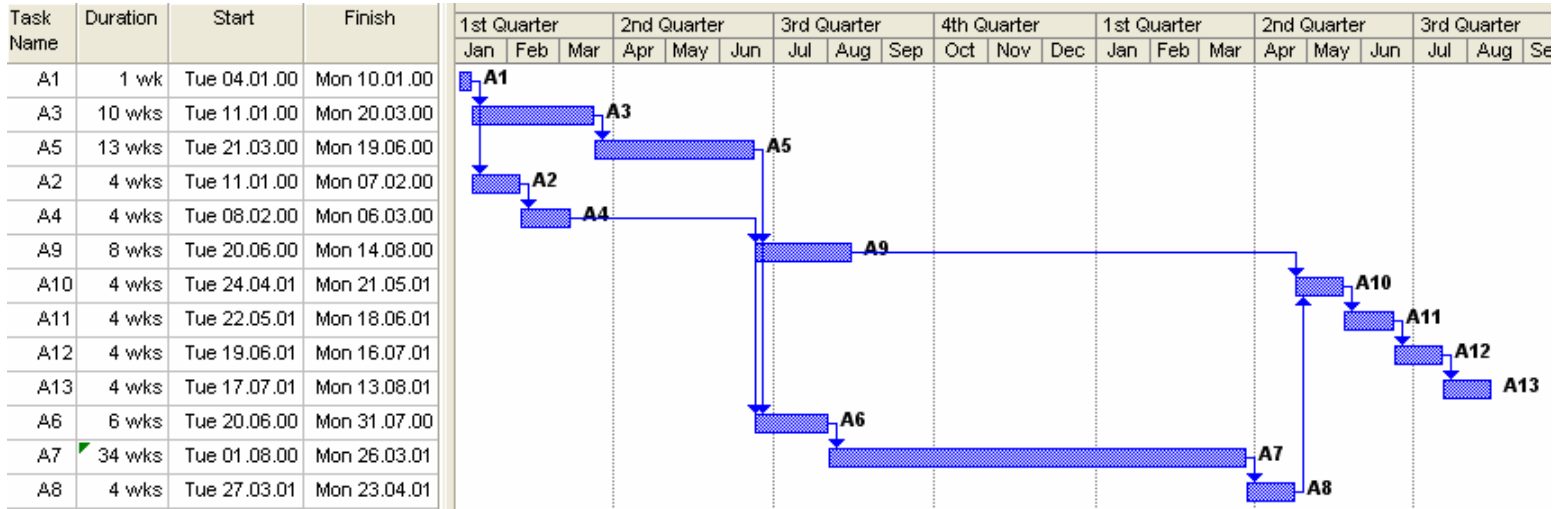 Task Name Duration Start Finish
1st Quarter 2nd Quarter 3rd Quarter 4th Quarter 1st Quarter 2nd Quarter 3rd Quarter
Jan Feb Mar Apr May Jun Jul Aug Sep Oct Nov Dec Jan Feb Mar Apr May Jun Jul Aug Se
A1 1 wk Tue 04.01.00 Mon 10.01.00 A1
A3 10 wks Tue 11.01.00 Mon 20.03.00 A3
A5 13 wks Tue 21.03.00 Mon 19.06.00 A5
A2 4 wks Tue 11.01.00 Mon 07.02.00 A2
A4 4 wks Tue 08.02.00 Mon 06.03.00 A4
A9 8 wks Tue 20.06.00 Mon 14.08.00 A9
A10 4 wks Tue 24.04.01 Mon 21.05.01 A10
A11 4 wks Tue 22.05.01 Mon 18.06.01 A11
A12 4 wks Tue 19.06.01 Mon 16.07.01 A12
A13 4 wks Tue 17.07.01 Mon 13.08.01 A13
A6 6 wks Tue 20.06.00 Mon 31.07.00 A6
A7 34 wks Tue 01.08.00 Mon 26.03.01 A7
A8 4 wks Tue 27.03.01 Mon 23.04.01 A8